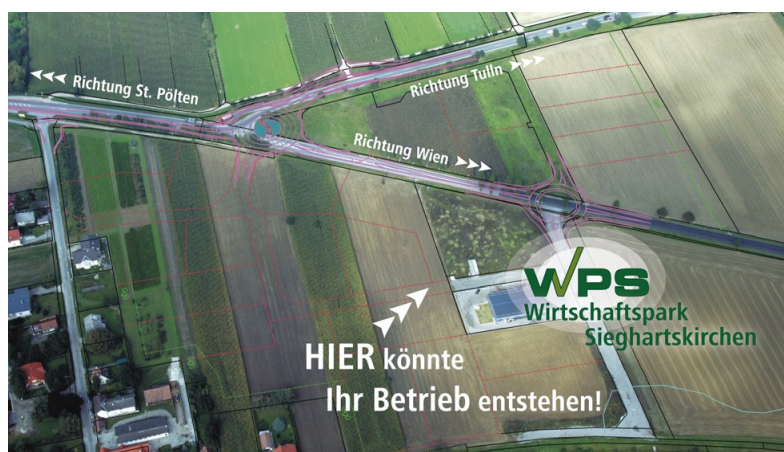 Richtung St. Pölten
Richtung Tulln
Richtung Wien
WPS
Wirtschaftspark
Sieghartskirchen
HIER könnte
Ihr Betrieb entstehen!